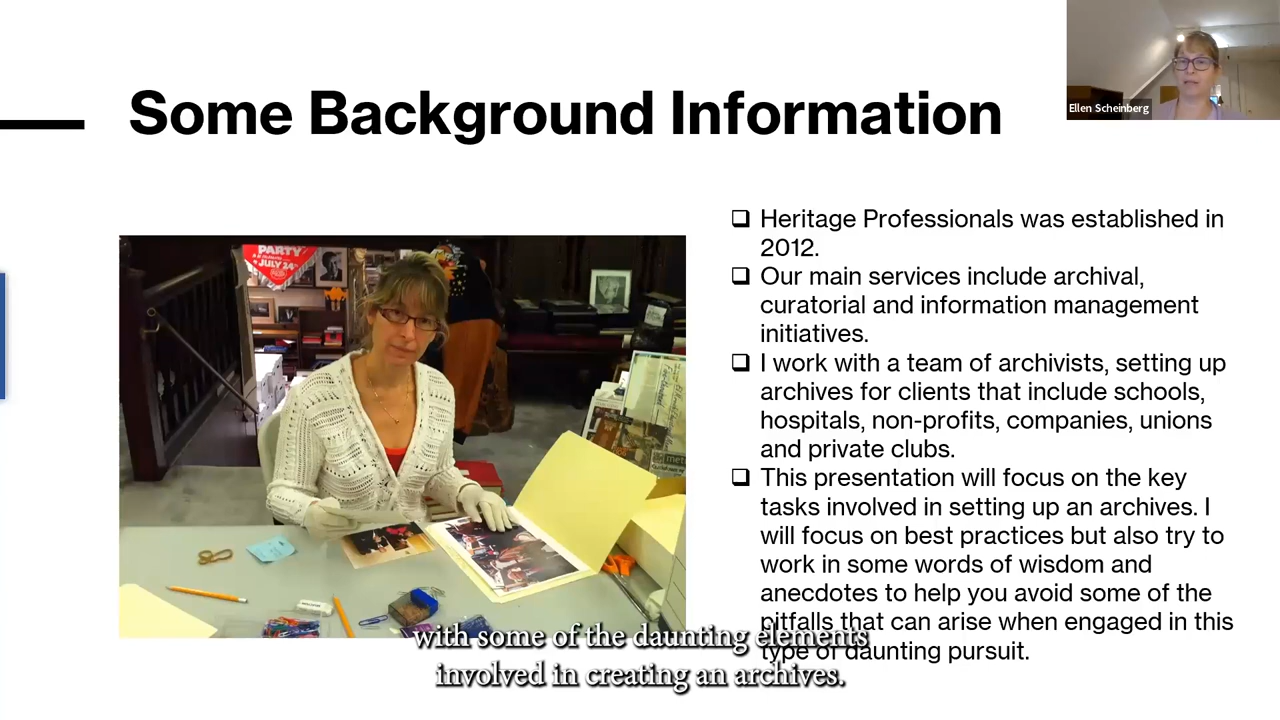 Some Background Information
Ellen Scheinberg
Heritage Professionals was established in
2012.
Our main services include archival,
curatorial and information management
initiatives.
I work with a team of archivists, setting up
archives for clients that include schools,
hospitals, non-profits, companies, unions
and private clubs.
This presentation will focus on the key
tasks involved in setting up an archives. I
will focus on best practices but also try to
work in some words of wisdom and
anecdotes to help you avoid some of the
pitfalls that can arise when engaged in this
type of daunting pursuit.
PARTY
JULY 24
with some of the daunting elements
involved in creating an archives.